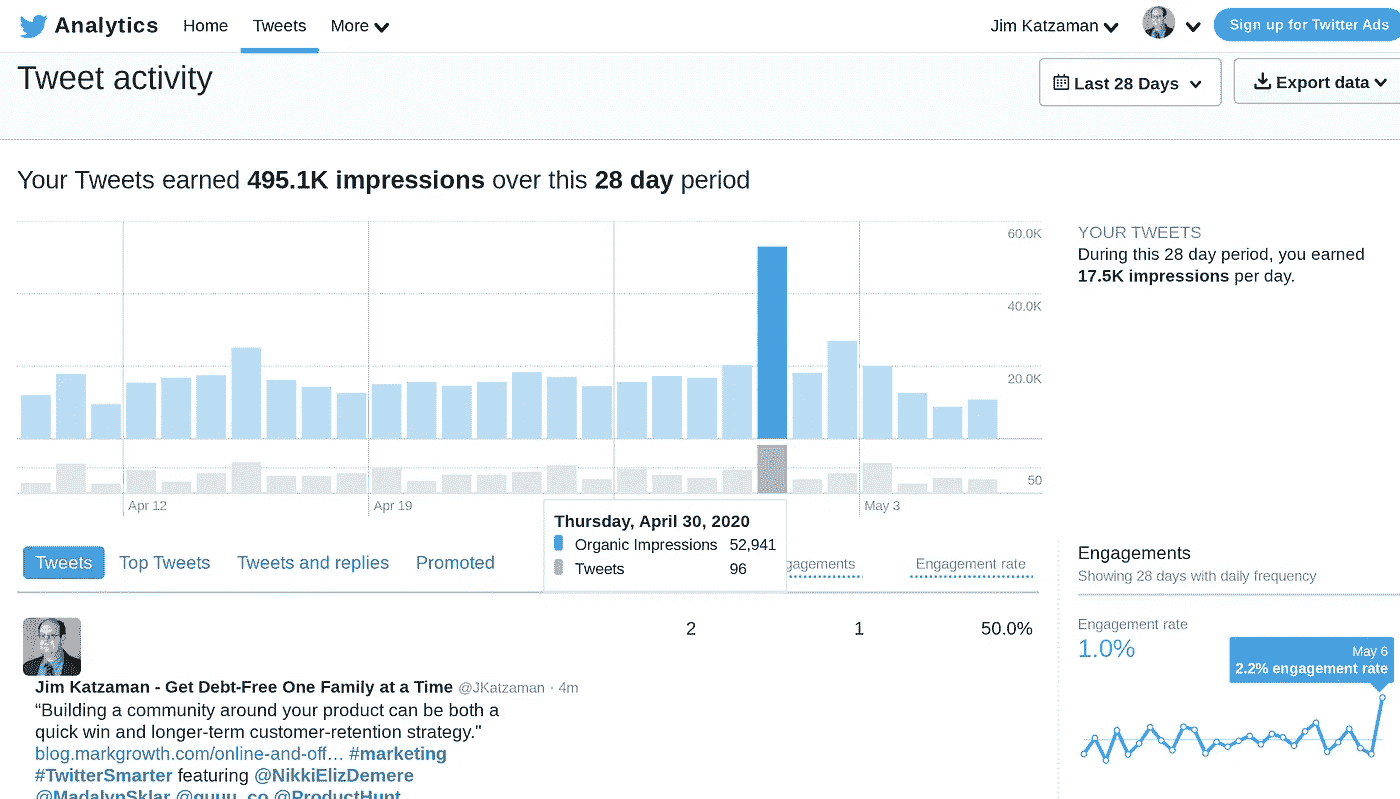 Analytics Home Tweets More Jim Katzaman Sign up for Twitter Ads
Tweet activity Last 28 Days Export data
Your Tweets earned 495.1K impressions over this 28 day period
60.0K
40.0K
20.0K
50
YOUR TWEETS
During this 28 day period, you earned
17.5K impressions per day.
Apr 12 Apr 19 May 3
Thursday, April 30, 2020
Organic Impressions 52,941
Tweets 96
Tweets Top Tweets Tweets and replies Promoted gagements Engagement rate
2 1 50.0%
Jim Katzaman - Get Debt-Free One Family at a Time @JKatzaman · 4m
“Building a community around your product can be both a
quick win and longer-term customer-retention strategy."
blog.markgrowth.com/online-and-off… #marketing
#TwitterSmarter featuring @NikkiElizDemere
@MadalynSklar @quuu_co @ProductHunt
Engagements
Showing 28 days with daily frequency
Engagement rate
1.0%
May 6
2.2% engagement rate